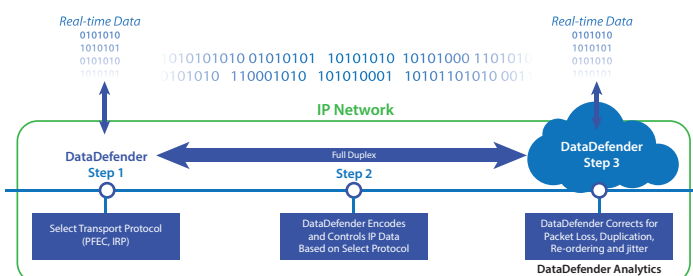 Real-time Data
Real-time Data
0101010
1010101
0101010
1010101
1010101010 01010101 10101010 10101000 1101010
0101010 110001010 101010001 10101101010 0011
0101010
1010101
0101010
1010101
IP Network
DataDefender
Step 1
Full Duplex
Step 2
DataDefender
Step 3
Select Transport Protocol
(PFEC, IRP)
DataDefender Encodes
and Controls IP Data
Based on Select Protocol
DataDefender Corrects for
Packet Loss, Duplication,
Re-ordering and jitter
DataDefender Analytics